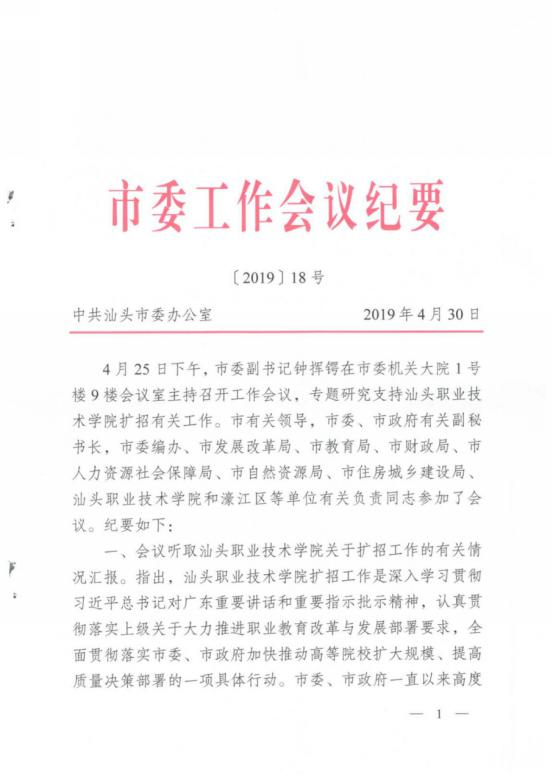 市委工作会议纪要
〔2019〕18号
中共汕头市委办公室 2019年4月30日
4月25日下午，市委副书记钟挥锷在市委机关大院1号
楼9楼会议室主持召开工作会议，专题研究支持汕头职业技
术学院扩招有关工作。市有关领导，市委、市政府有关副秘
书长，市委编办、市发展改革局、市教育局、市财政局、市
人力资源社会保障局、市自然资源局、市住房城乡建设局、
汕头职业技术学院和濠江区等单位有关负责同志参加了会
议。纪要如下：
一、会议听取汕头职业技术学院关于扩招工作的有关情
况汇报。指出，汕头职业技术学院扩招工作是深入学习贯彻
习近平总书记对广东重要讲话和重要指示批示精神，认真贯
彻落实上级关于大力推进职业教育改革与发展部署要求，全
面贯彻落实市委、市政府加快推动高等院校扩大规模、提高
质量决策部署的一项具体行动。市委、市政府一直以来高度
— 1 —